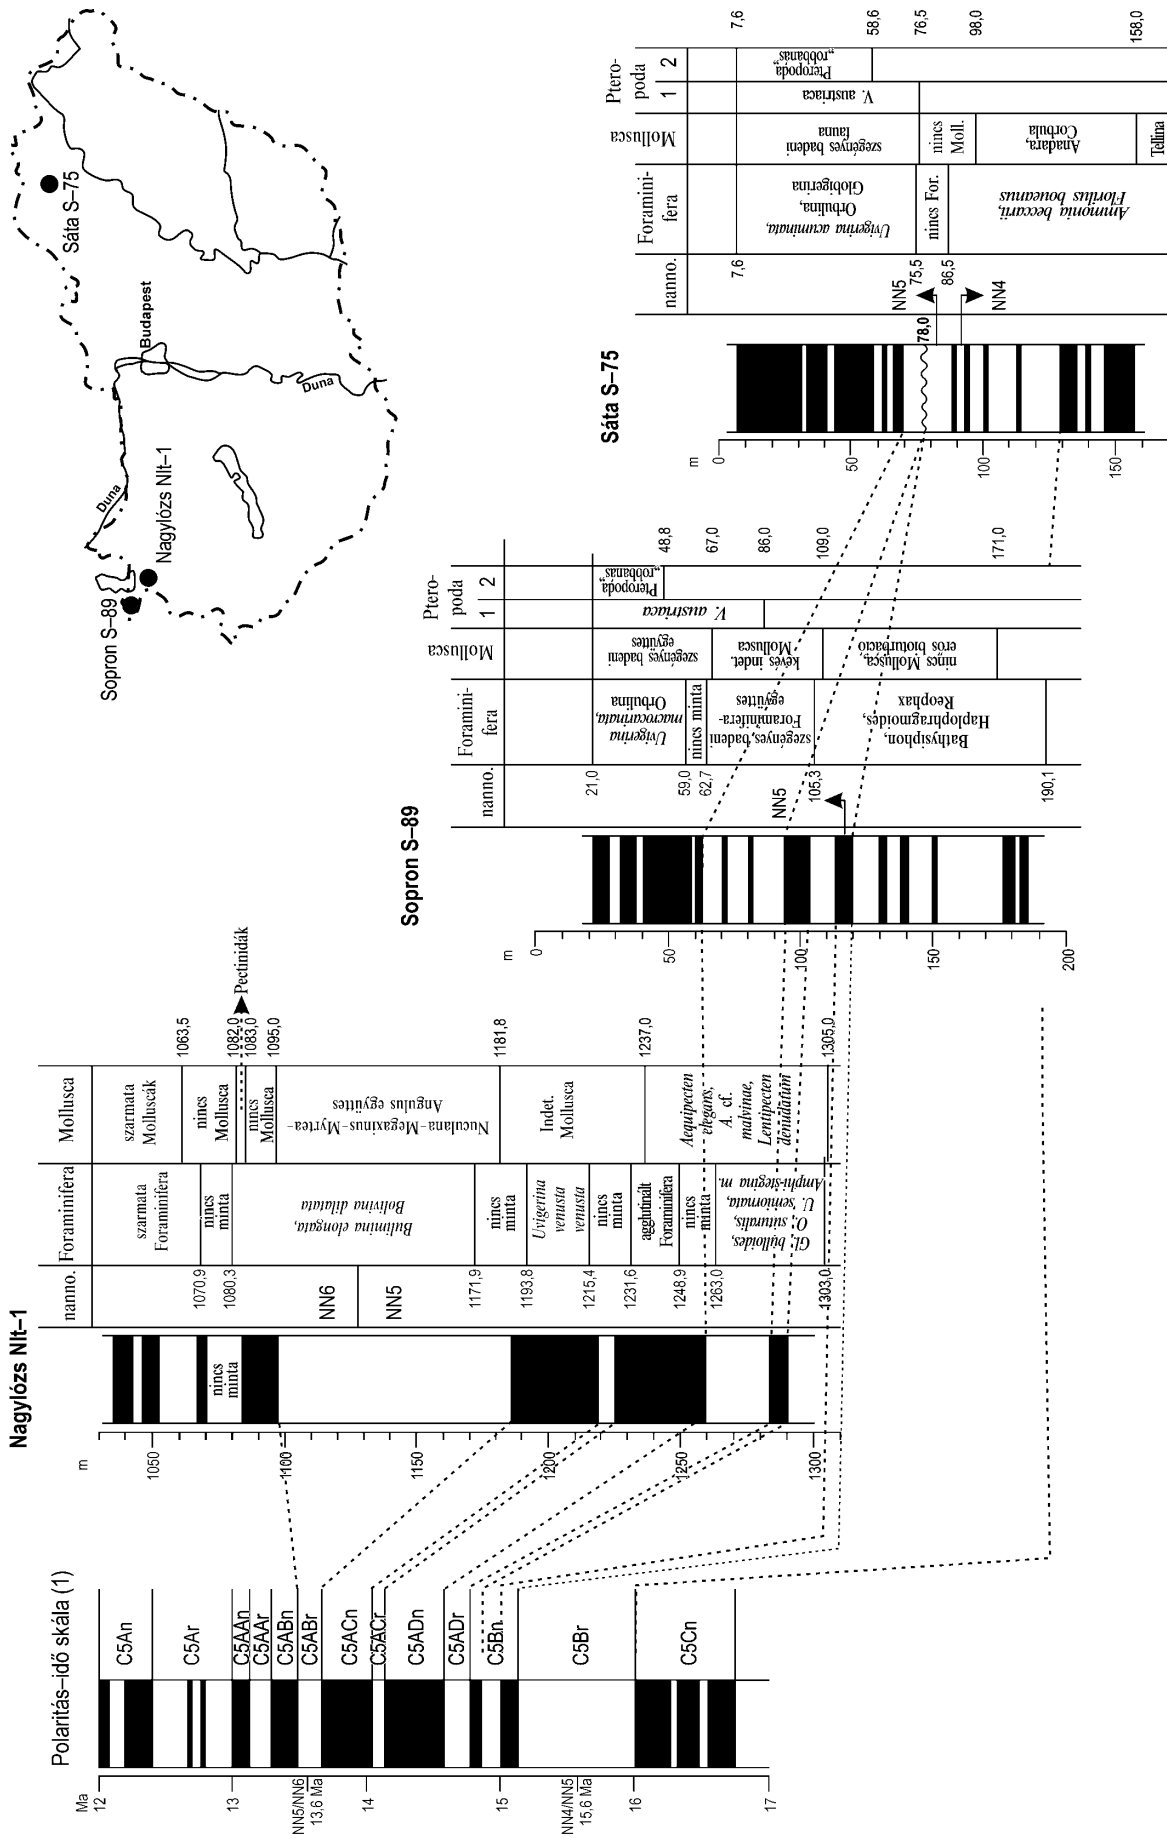 Duna
Duna
Budapest
Sáta S–75
Nagylózs Nlt–1
Sopron S–89
Polaritás–idő skála (1)
Ma
12
13
NN5/NN6
13,6 Ma
14
15
NN4/NN5
15,6 Ma
16
17
C5An
C5Ar
C5AAn
C5AAr
C5ABn
C5ABr
C5ACn
C5ACr
C5ADn
C5ADr
C5Bn
C5Br
C5Cn
Nagylózs Nlt–1
m
1050
1100
1150
1200
1250
1300
nincs
minta
nanno.
NN6
NN5
Foraminifera
1070,9
1080,3
1171,9
1193,8
1215,4
1231,6
1248,9
1263,0
1303,0
szarmata
Foraminifera
nincs
minta
Bulimina elongata,
Bolivina dilatata
nincs
minta
Uvigerina
venusta
venusta
nincs
minta
agglutinált
Foraminifera
nincs
minta
Gl. bulloides,
O. suturalis,
U. semiornata,
Amphi-stegina m.
Mollusca
szarmata
Molluscák
nincs
Mollusca
nincs
Mollusca
Nuculana–Megaxinus–Myrtea–
Angulus együttes
Indet.
Mollusca
Aequipecten
elegans,
A. cf.
malvinae,
Lentipecten
denudatum
1063,5
1082,0
1083,0
1095,0
1181,8
1237,0
1305,0
Pectinidák
Sopron S–89
m
0
50
100
150
200
nanno.
NN5
Foramini-
fera
21,0
59,0
62,7
105,3
190,1
Uvigerina
macrocarinata,
Orbulina
nincs minta
szegényes, badeni
Foraminifera-
együttes
Bathysiphon,
Haplophragmoides,
Reophax
Mollusca
szegényes badeni
együttes
kevés indet.
Mollusca
nincs Mollusca,
erős bioturbáció
Ptero-
poda
1
2
V. austriaca
Pteropoda
„robbanás”
48,8
67,0
86,0
109,0
171,0
Sáta S–75
m
0
50
100
150
78,0
nanno.
NN5
NN4
Foramini-
fera
7,6
75,5
86,5
Uvigerina acuminata,
Orbulina,
Globigerina
nincs For.
Ammonia beccarii,
Florilus boueanus
Mollusca
szegényes badeni
fauna
nincs
Moll.
Anadara,
Corbula
Tellina
Ptero-
poda
1
2
V. austriaca
Pteropoda
„robbanás”
7,6
58,6
76,5
98,0
158,0